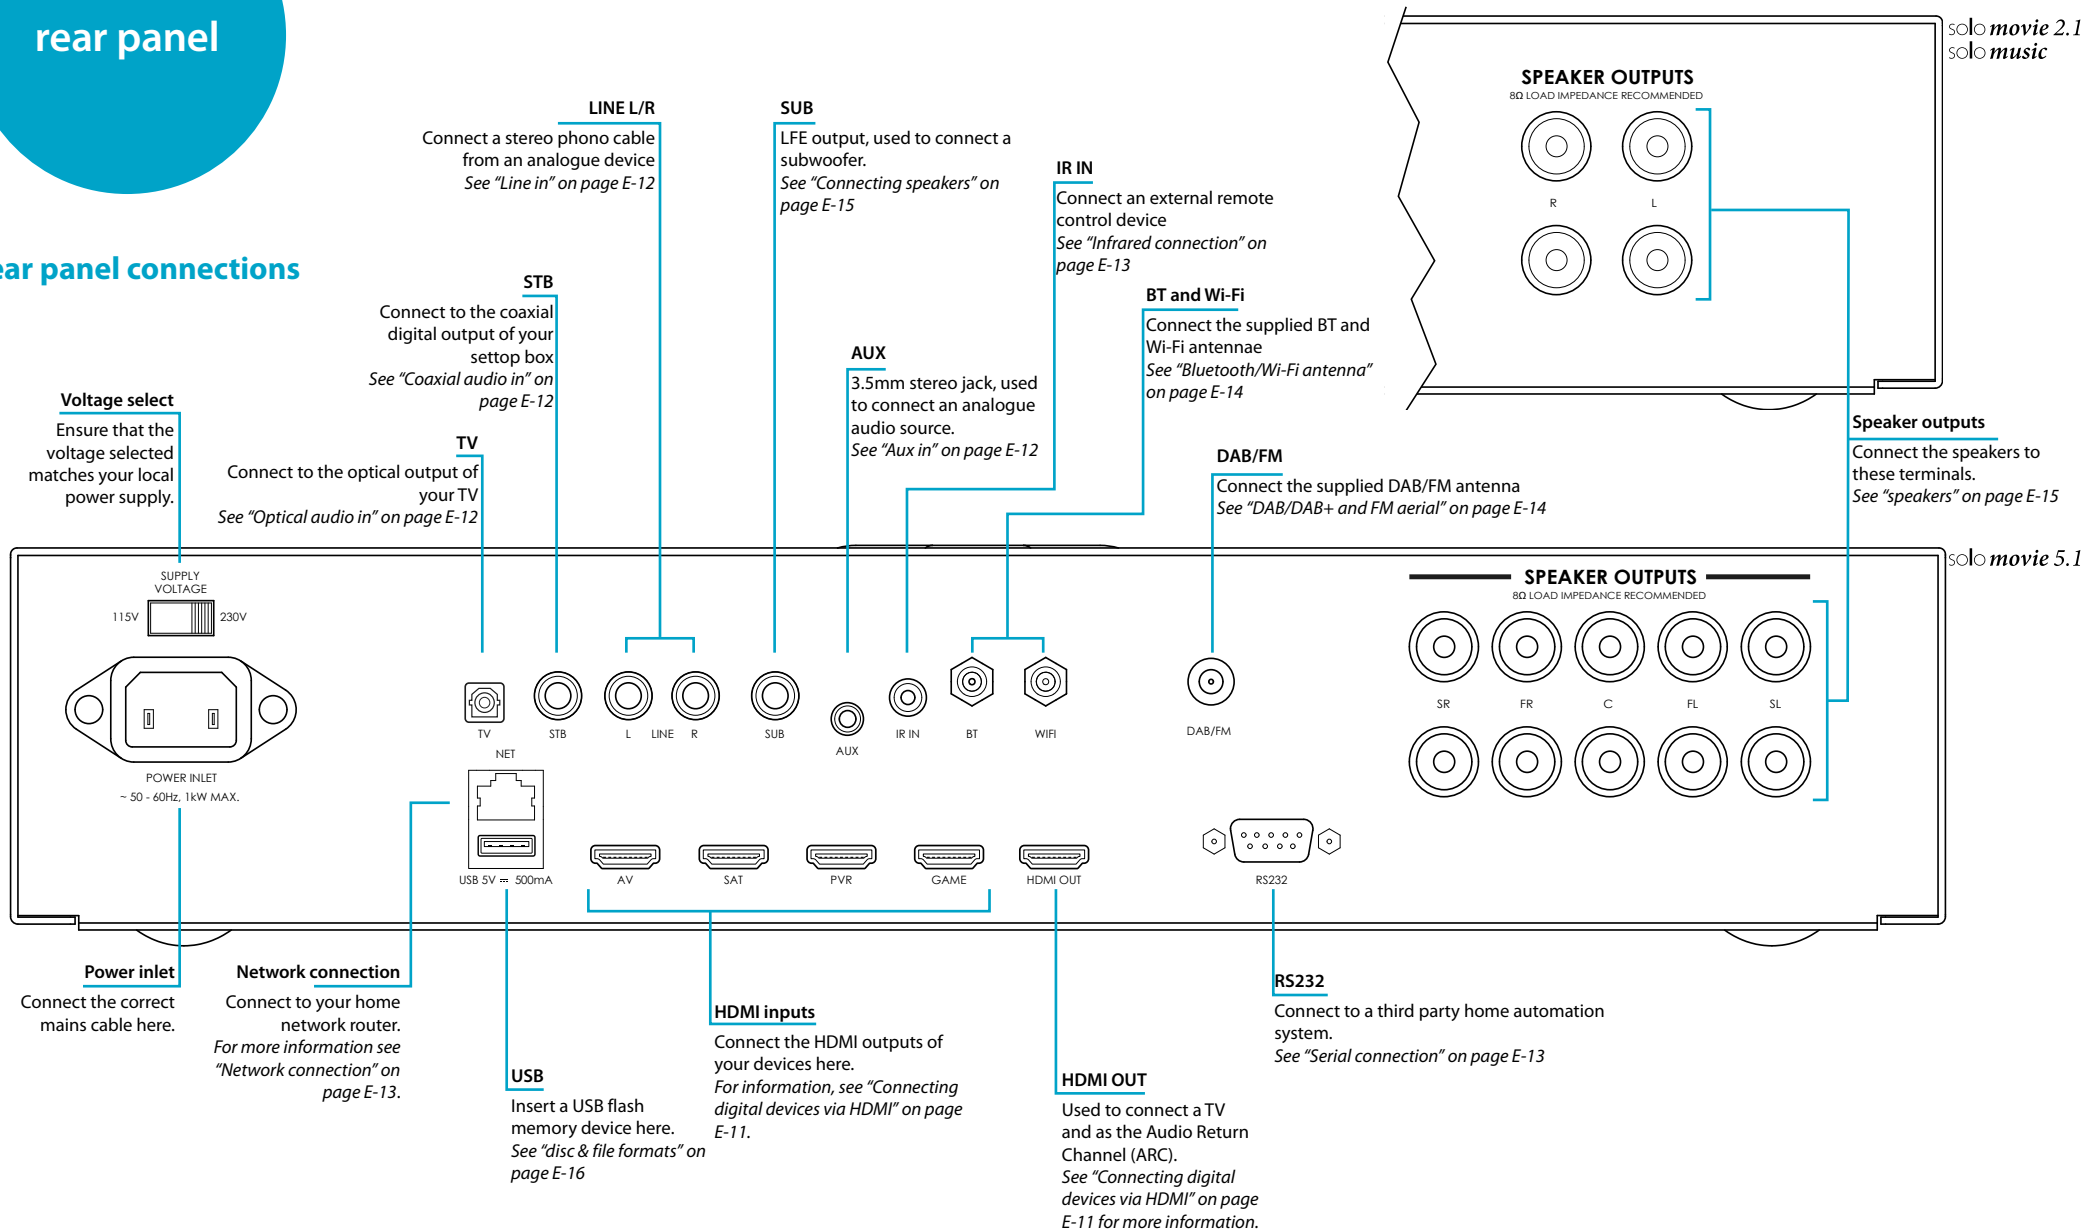 rear panel
solo movie 2.1
solo music
SPEAKER OUTPUTS
8Ω LOAD IMPEDANCE RECOMMENDED
R
L
LINE L/R
Connect a stereo phono cable
from an analogue device
See “Line in” on page E-12
SUB
LFE output, used to connect a
subwoofer.
See “Connecting speakers” on
page E-15
IR IN
Connect an external remote
control device
See “Infrared connection” on
page E-13
ear panel connections
STB
Connect to the coaxial
digital output of your
settop box
See “Coaxial audio in” on
page E-12
BT and Wi-Fi
Connect the supplied BT and
Wi-Fi antennae
See “Bluetooth/Wi-Fi antenna”
on page E-14
AUX
3.5mm stereo jack, used
to connect an analogue
audio source.
See “Aux in” on page E-12
Voltage select
Ensure that the
voltage selected
matches your local
power supply.
TV
Connect to the optical output of
your TV
See “Optical audio in” on page E-12
DAB/FM
Connect the supplied DAB/FM antenna
See “DAB/DAB+ and FM aerial” on page E-14
Speaker outputs
Connect the speakers to
these terminals.
See “speakers” on page E-15
solo movie 5.1
SUPPLY
VOLTAGE
115V
230V
POWER INLET
~ 50 - 60Hz, 1kW MAX.
TV
STB
L LINE R
SUB
AUX
IR IN
BT
WIFI
DAB/FM
SPEAKER OUTPUTS
8Ω LOAD IMPEDANCE RECOMMENDED
SR
FR
C
FL
SL
NET
USB 5V ⎓ 500mA
AV
SAT
PVR
GAME
HDMI OUT
RS232
Power inlet
Connect the correct
mains cable here.
Network connection
Connect to your home
network router.
For more information see
“Network connection” on
page E-13.
USB
Insert a USB flash
memory device here.
See “disc & file formats” on
page E-16
HDMI inputs
Connect the HDMI outputs of
your devices here.
For information, see “Connecting
digital devices via HDMI” on page
E-11.
HDMI OUT
Used to connect a TV
and as the Audio Return
Channel (ARC).
See “Connecting digital
devices via HDMI” on page
E-11 for more information.
RS232
Connect to a third party home automation
system.
See “Serial connection” on page E-13